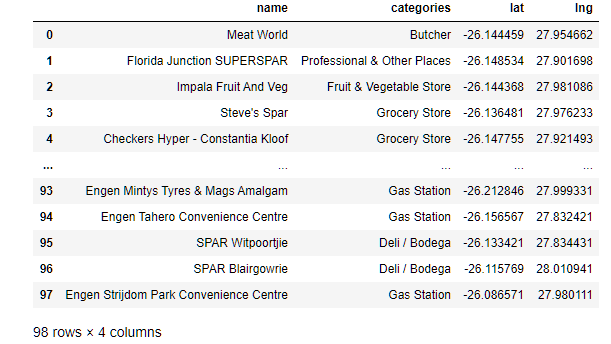 name categories lat lng
0 Meat World Butcher -26.144459 27.954662
1 Florida Junction SUPERSPAR Professional & Other Places -26.148534 27.901698
2 Impala Fruit And Veg Fruit & Vegetable Store -26.144368 27.981086
3 Steve's Spar Grocery Store -26.136481 27.976233
4 Checkers Hyper - Constantia Kloof Grocery Store -26.147755 27.921493
... ... ... ... ...
93 Engen Mintys Tyres & Mags Amalgam Gas Station -26.212846 27.999331
94 Engen Tahero Convenience Centre Gas Station -26.156567 27.832421
95 SPAR Witpoortjie Deli / Bodega -26.133421 27.834431
96 SPAR Blairgowrie Deli / Bodega -26.115769 28.010941
97 Engen Strijdom Park Convenience Centre Gas Station -26.086571 27.980111
98 rows × 4 columns